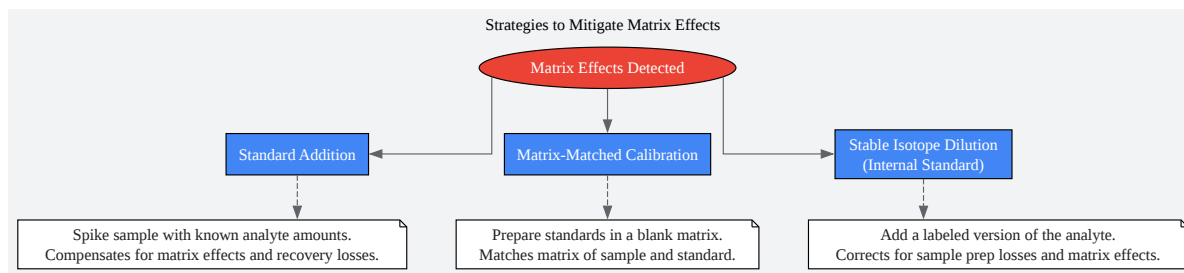 Strategies to Mitigate Matrix Effects
Matrix Effects Detected
Standard Addition
Matrix-Matched Calibration
Stable Isotope Dilution
(Internal Standard)
Spike sample with known analyte amounts.
Compensates for matrix effects and recovery losses.
Prepare standards in a blank matrix.
Matches matrix of sample and standard.
Add a labeled version of the analyte.
Corrects for sample prep losses and matrix effects.